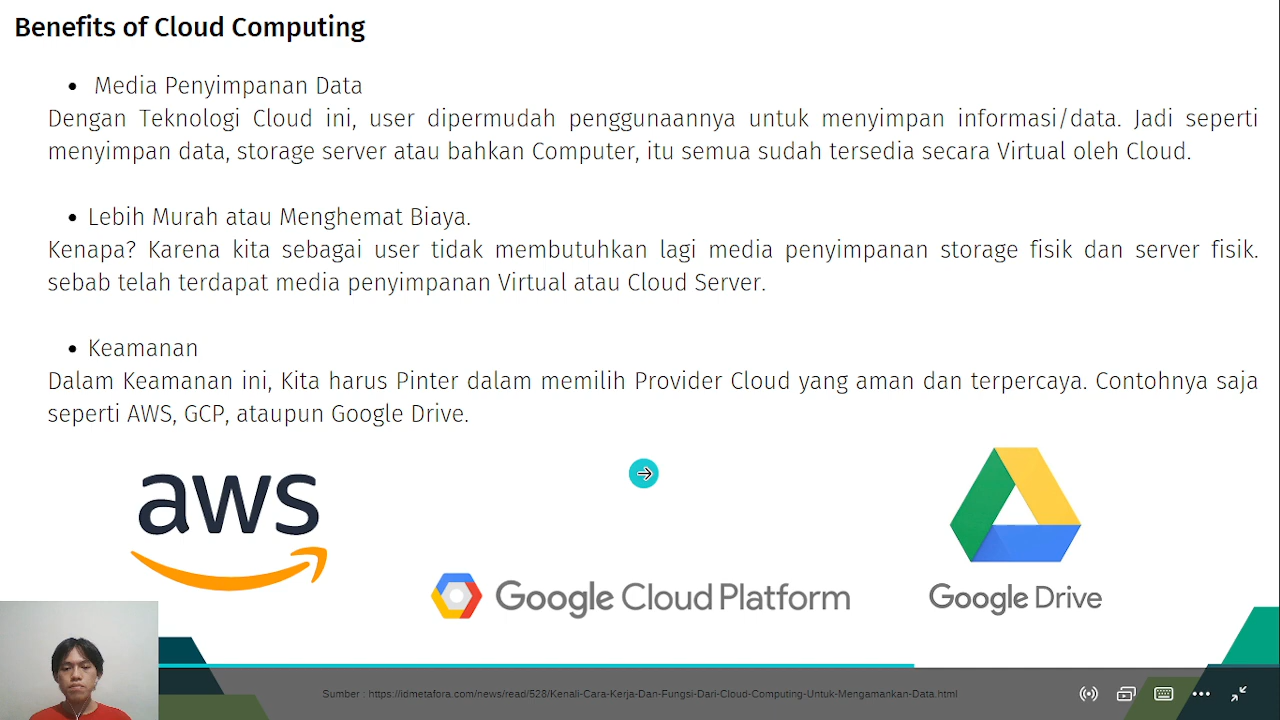 Benefits of Cloud Computing
• Media Penyimpanan Data
Dengan Teknologi Cloud ini, user dipermudah penggunaannya untuk menyimpan informasi/data. Jadi seperti
menyimpan data, storage server atau bahkan Computer, itu semua sudah tersedia secara Virtual oleh Cloud.
• Lebih Murah atau Menghemat Biaya.
Kenapa? Karena kita sebagai user tidak membutuhkan lagi media penyimpanan storage fisik dan server fisik.
sebab telah terdapat media penyimpanan Virtual atau Cloud Server.
• Keamanan
Dalam Keamanan ini, Kita harus Pinter dalam memilih Provider Cloud yang aman dan terpercaya. Contohnya saja
seperti AWS, GCP, ataupun Google Drive.
aws
Google Cloud Platform
Google Drive
Sumber : https://idmetafora.com/news/read/528/Kenali-Cara-Kerja-Dan-Fungsi-Dari-Cloud-Computing-Untuk-Mengamankan-Data.html